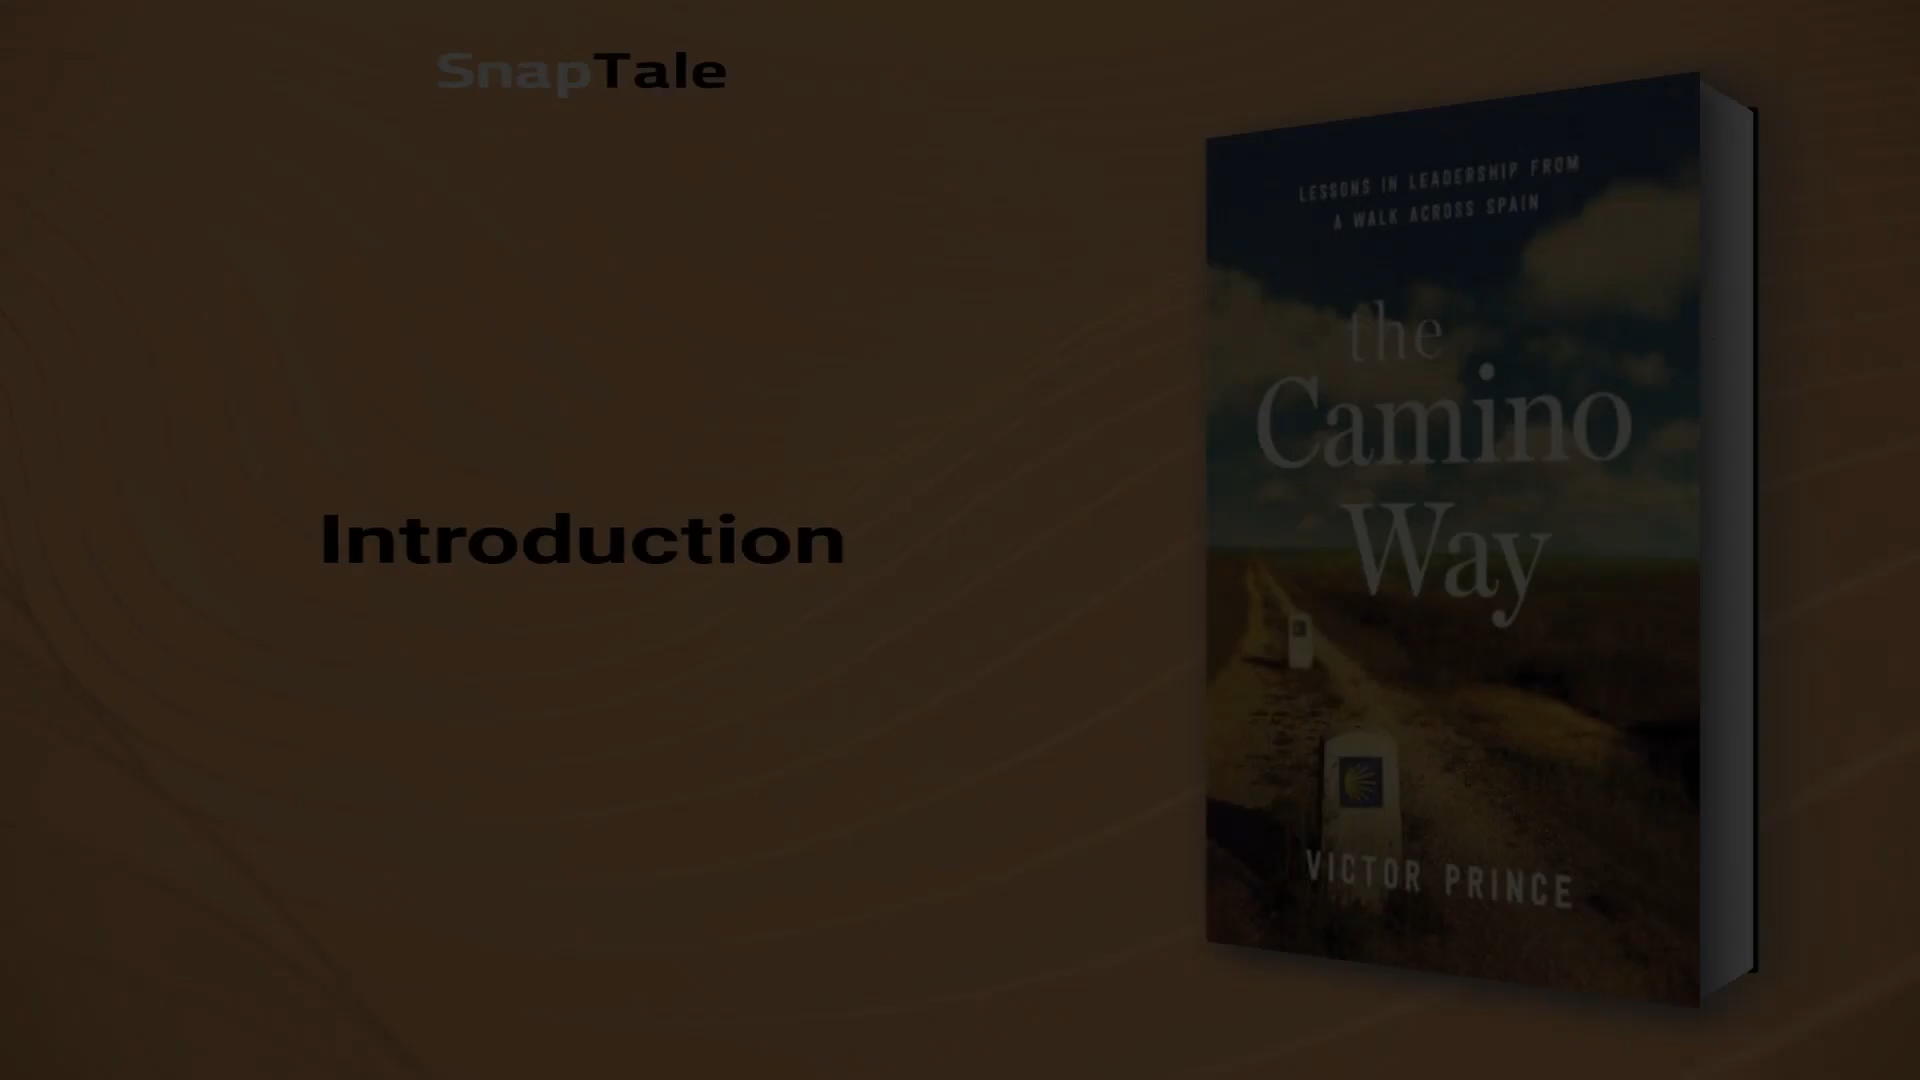 SnapTale
Introduction
LESSONS IN LEADERSHIP FROM
A WALK ACROSS SPAIN
the
Camino
Way
VICTOR PRINCE